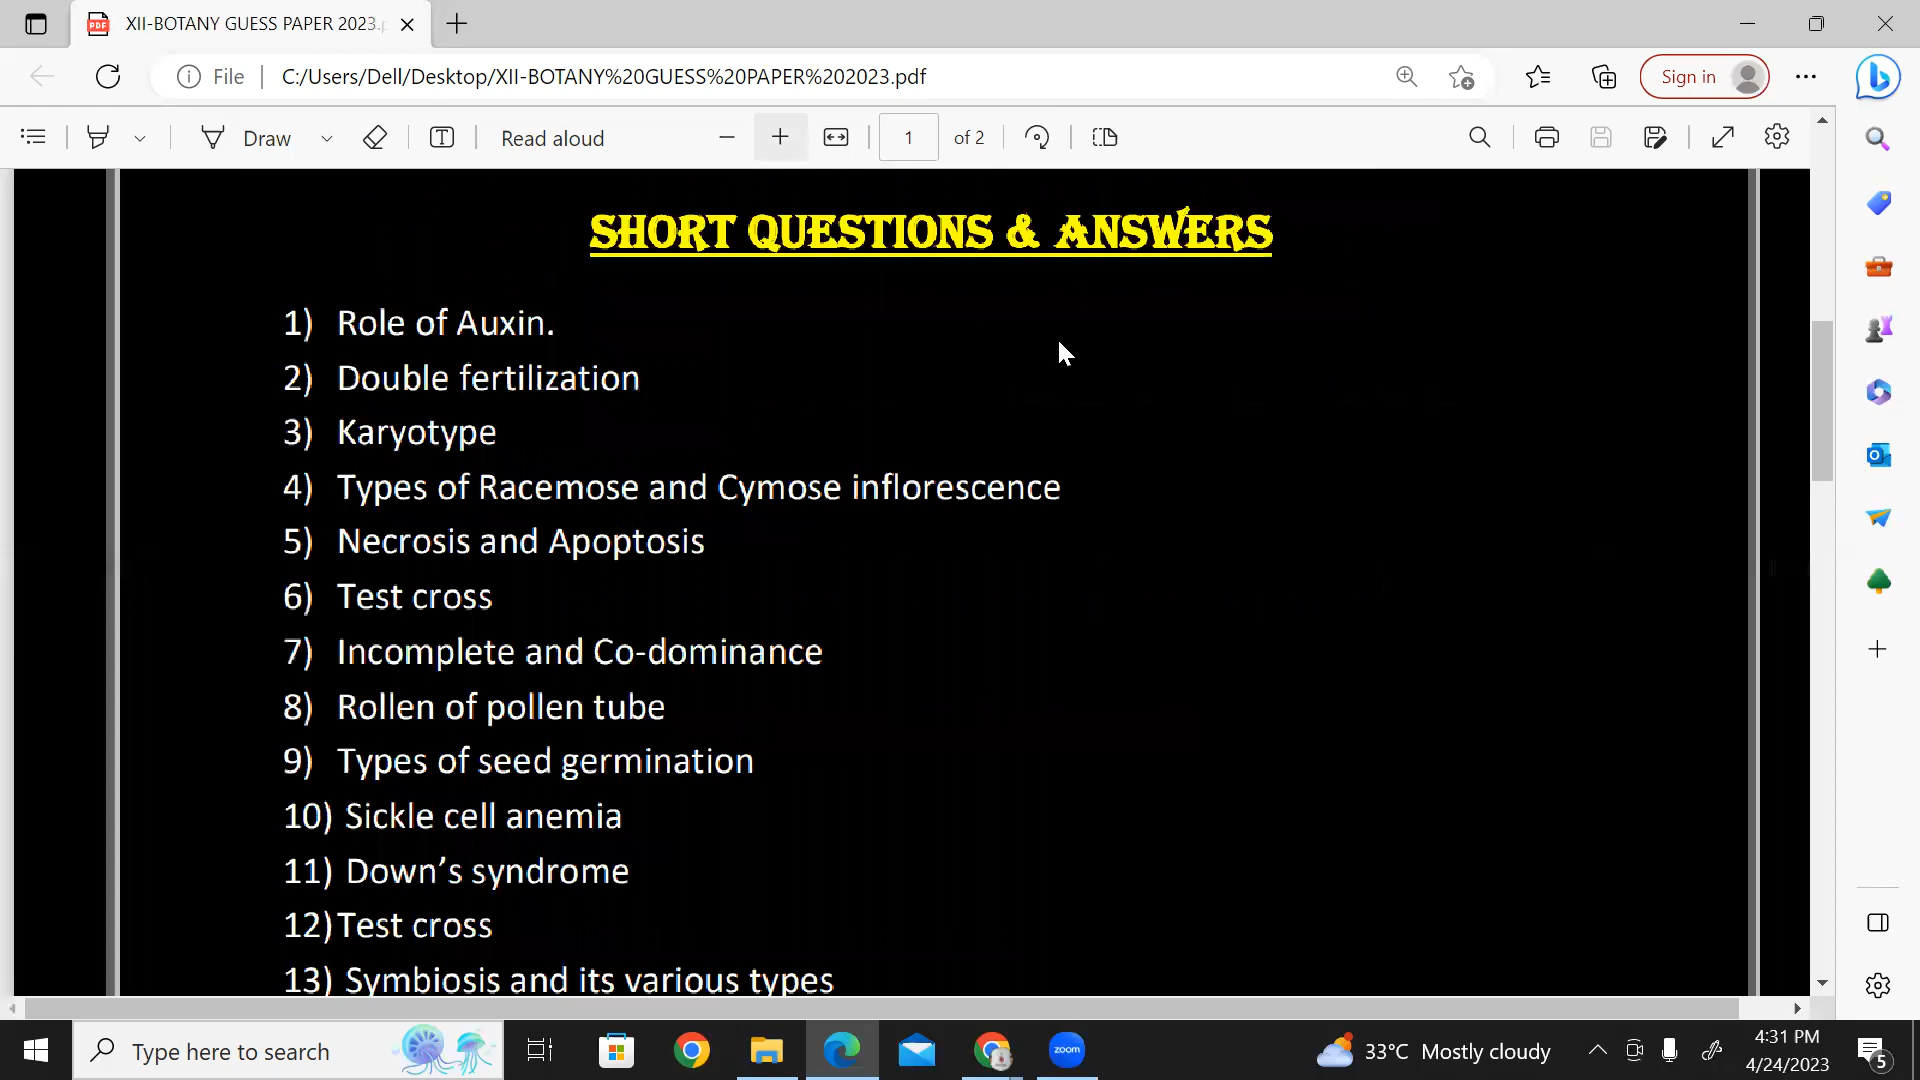 XII-BOTANY GUESS PAPER 2023.p
File
C:/Users/Dell/Desktop/XII-BOTANY%20GUESS%20PAPER%202023.pdf
Sign in
Draw
Read aloud
1
of 2
SHORT QUESTIONS & ANSWERS
1) Role of Auxin.
2) Double fertilization
3) Karyotype
4) Types of Racemose and Cymose inflorescence
5) Necrosis and Apoptosis
6) Test cross
7) Incomplete and Co-dominance
8) Rollen of pollen tube
9) Types of seed germination
10) Sickle cell anemia
11) Down's syndrome
12) Test cross
13) Symbiosis and its various types
Type here to search
zoom
33°C Mostly cloudy
4:31 PM
4/24/2023
5